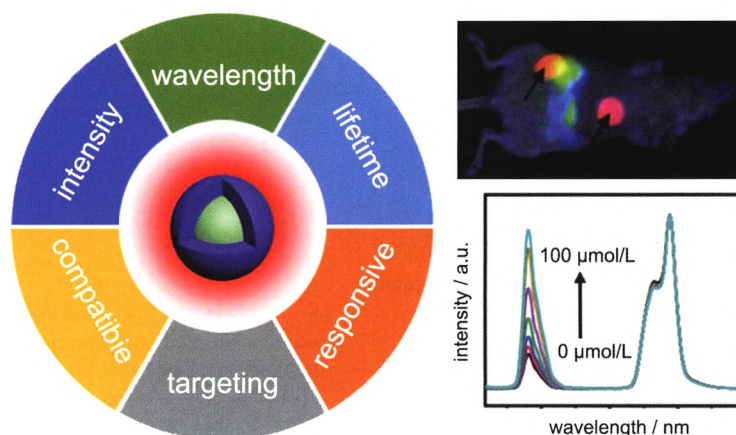 wavelength
lifetime
responsive
targeting
compatibie
intensity
100 µmol/L
0 µmol/L
intensity / a.u.
wavelength / nm